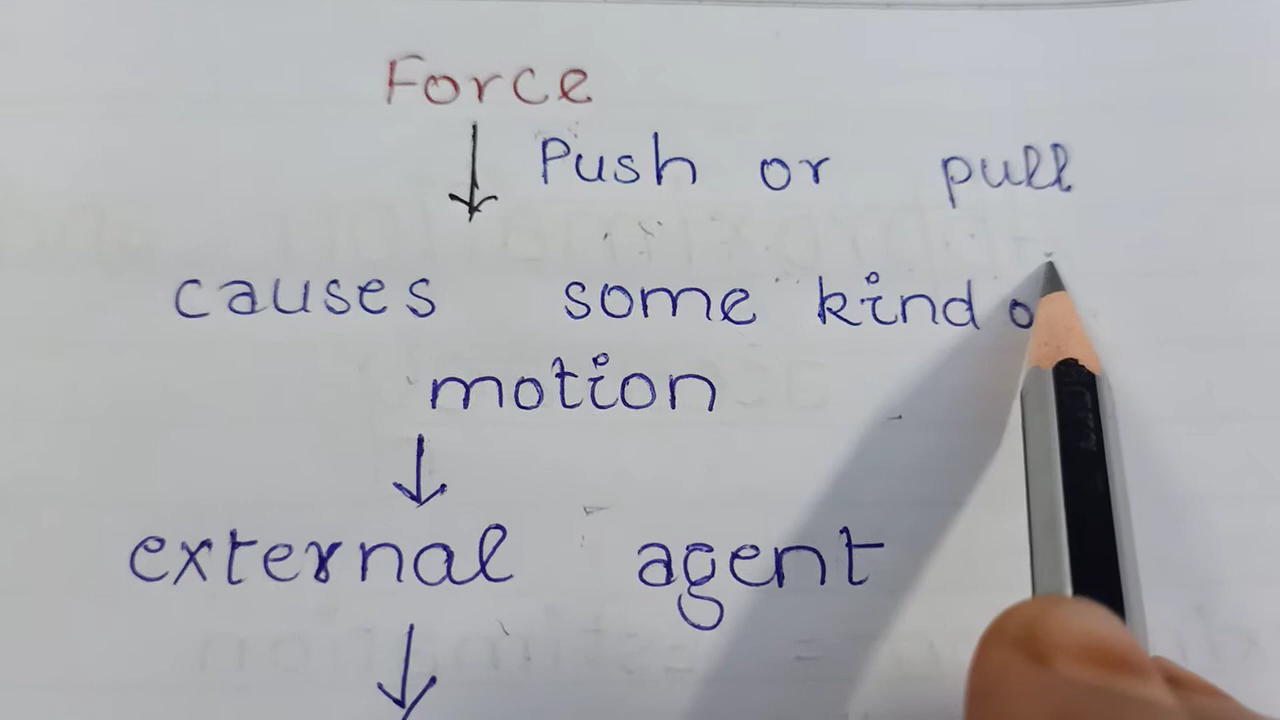 Force
Push or pull
causes some kind o
motion
external agent